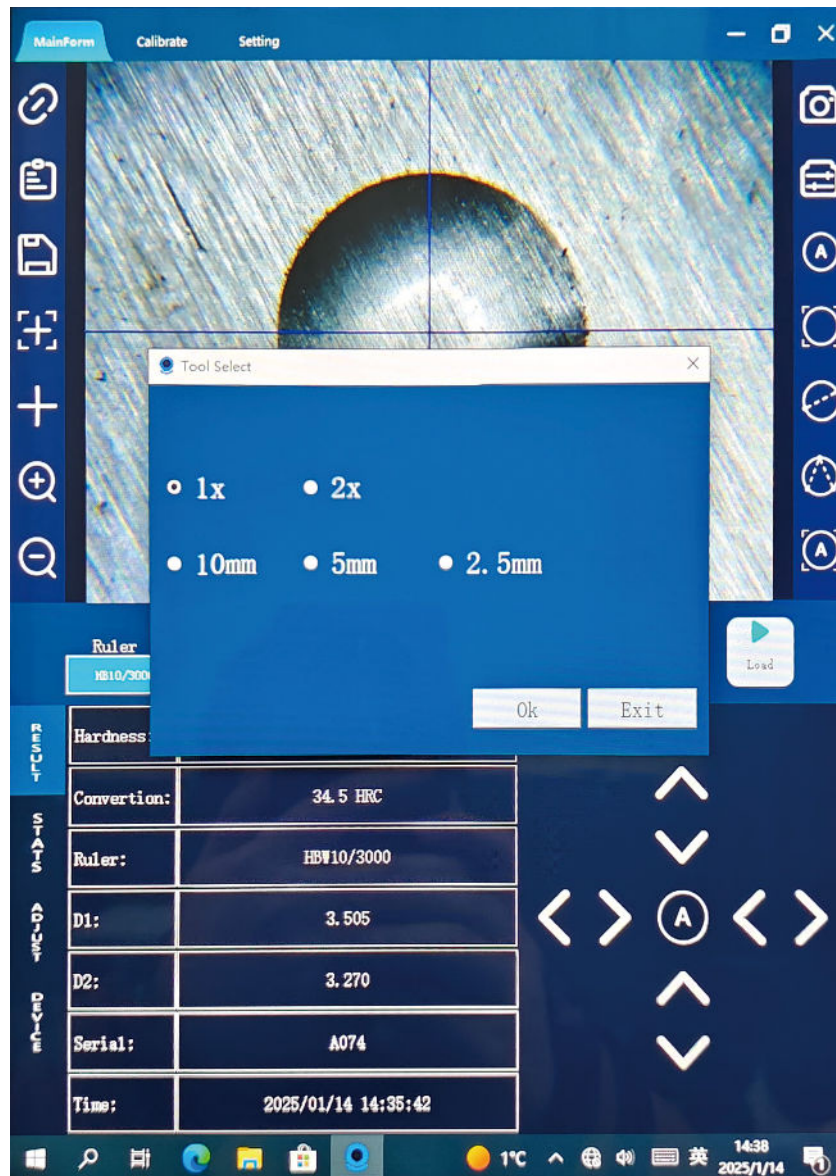 MainForm Calibrate Setting
Tool Select
1x 2x
10mm 5mm 2.5mm
Ok Exit
Ruler
HB10/300
Load
RESULT
STATS
ADJUST
DEVICE
Hardness:
Convertion: 34.5 HRC
Ruler: HBW10/3000
D1: 3.505
D2: 3.270
Serial: A074
Time: 2025/01/14 14:35:42
1°C 英 14:38
2025/1/14